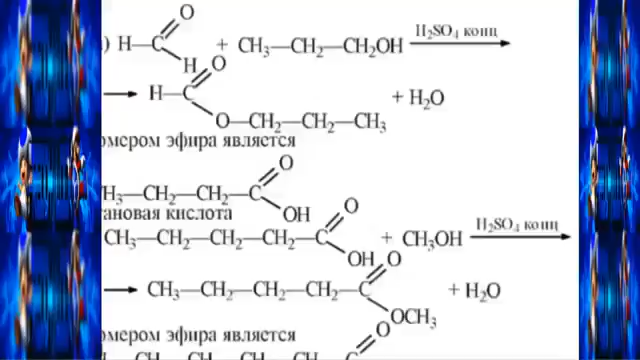 ) H—C(=O)H + CH₃—CH₂—CH₂OH H₂SO₄ конц →
→ H—C(=O)O—CH₂—CH₂—CH₃ + H₂O
омером эфира является
H₃—CH₂—CH₂—C(=O)OH
тановая кислота
CH₃—CH₂—CH₂—CH₂—C(=O)OH + CH₃OH H₂SO₄ конц →
→ CH₃—CH₂—CH₂—CH₂—C(=O)OCH₃ + H₂O
омером эфира является